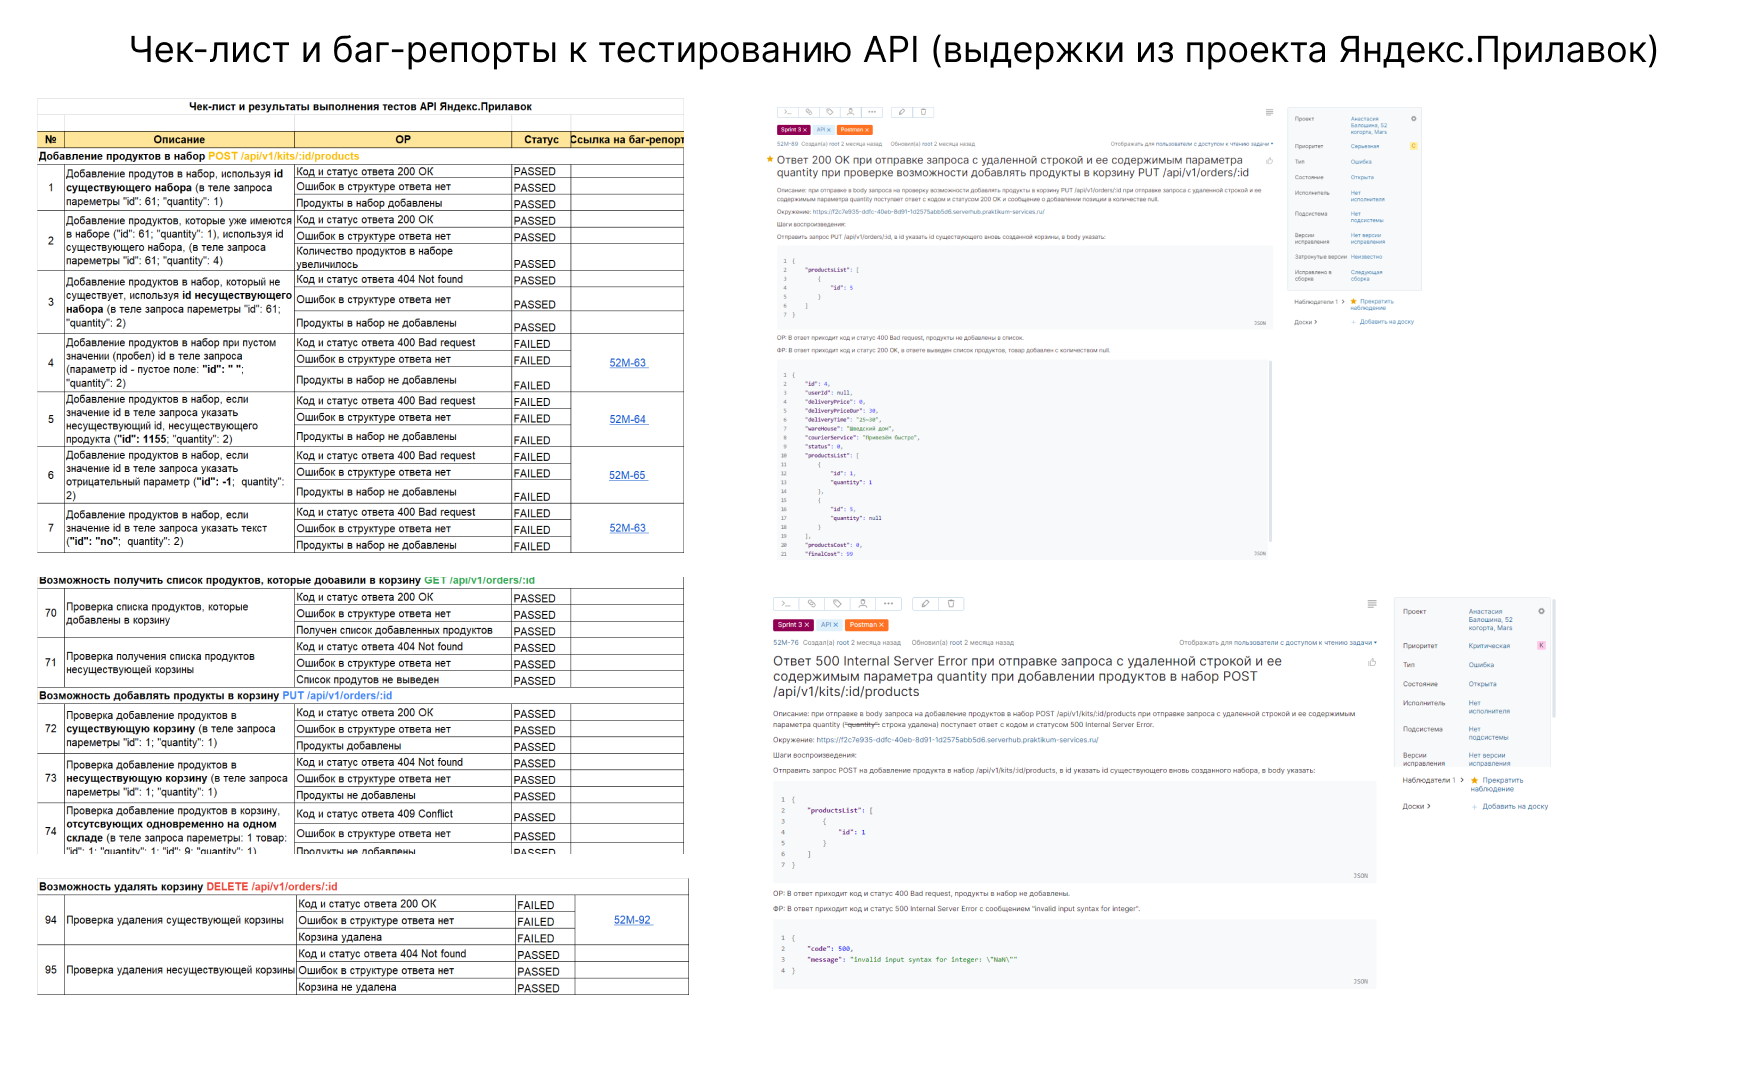 Чек-лист и баг-репорты к тестированию API (выдержки из проекта Яндекс.Прилавок)
Чек-лист и результаты выполнения тестов API Яндекс.Прилавок
№ Описание ОР Статус Ссылка на баг-репорт
Добавление продуктов в набор POST /api/v1/kits/:id/products
1
Добавление продутов в набор, используя id
существующего набора (в теле запроса
пареметры "id": 61; "quantity": 1)
Код и статус ответа 200 ОК PASSED
Ошибок в структуре ответа нет PASSED
Продукты в набор добавлены PASSED
2
Добавление продуктов, которые уже имеются
в наборе ("id": 61; "quantity": 1), используя id
существующего набора, (в теле запроса
пареметры "id": 61; "quantity": 4)
Код и статус ответа 200 ОК PASSED
Ошибок в структуре ответа нет PASSED
Количество продуктов в наборе
увеличилось PASSED
3
Добавление продуктов в набор, который не
существует, используя id несуществующего
набора (в теле запроса пареметры "id": 61;
"quantity": 2)
Код и статус ответа 404 Not found PASSED
Ошибок в структуре ответа нет PASSED
Продукты в набор не добавлены PASSED
4
Добавление продуктов в набор при пустом
значении (пробел) id в теле запроса
(параметр id - пустое поле: "id": " ";
"quantity": 2)
Код и статус ответа 400 Bad request FAILED
Ошибок в структуре ответа нет FAILED
Продукты в набор не добавлены FAILED
52M-63
5
Добавление продуктов в набор, если
значение id в теле запроса указать
несуществующий id, несуществующего
продукта ("id": 1155; "quantity": 2)
Код и статус ответа 400 Bad request FAILED
Ошибок в структуре ответа нет FAILED
Продукты в набор не добавлены FAILED
52M-64
6
Добавление продуктов в набор, если
значение id в теле запроса указать
отрицательный параметр ("id": -1; quantity":
2)
Код и статус ответа 400 Bad request FAILED
Ошибок в структуре ответа нет FAILED
Продукты в набор не добавлены FAILED
52M-65
7
Добавление продуктов в набор, если
значение id в теле запроса указать текст
("id": "no"; quantity": 2)
Код и статус ответа 400 Bad request FAILED
Ошибок в структуре ответа нет FAILED
Продукты в набор не добавлены FAILED
52M-63
Возможность получить список продуктов, которые добавили в корзину GET /api/v1/orders/:id
70
Проверка списка продуктов, которые
добавлены в корзину
Код и статус ответа 200 ОК PASSED
Ошибок в структуре ответа нет PASSED
Получен список добавленных продуктов PASSED
71
Проверка получения списка продуктов
несуществующей корзины
Код и статус ответа 404 Not found PASSED
Ошибок в структуре ответа нет PASSED
Список продутов не выведен PASSED
Возможность добавлять продукты в корзину PUT /api/v1/orders/:id
72
Проверка добавление продуктов в
существующую корзину (в теле запроса
пареметры "id": 1; "quantity": 1)
Код и статус ответа 200 ОК PASSED
Ошибок в структуре ответа нет PASSED
Продукты добавлены PASSED
73
Проверка добавление продуктов в
несуществующую корзину (в теле запроса
пареметры "id": 1; "quantity": 1)
Код и статус ответа 404 Not found PASSED
Ошибок в структуре ответа нет PASSED
Продукты не добавлены PASSED
74
Проверка добавление продуктов в корзину,
отсутсвующих одновременно на одном
складе (в теле запроса пареметры: 1 товар:
"id": 1; "quantity": 1; "id": 9; "quantity": 1)
Код и статус ответа 409 Conflict PASSED
Ошибок в структуре ответа нет PASSED
Продукты не добавлены PASSED
Возможность удалять корзину DELETE /api/v1/orders/:id
94
Проверка удаления существующей корзины
Код и статус ответа 200 ОК FAILED
Ошибок в структуре ответа нет FAILED
Корзина удалена FAILED
52M-92
95
Проверка удаления несуществующей корзины
Код и статус ответа 404 Not found PASSED
Ошибок в структуре ответа нет PASSED
Корзина не удалена PASSED
Sprint 3 × API × Postman ×
52M-69 Создал(а) root 2 месяца назад Обновил(а) root 2 месяца назад Отображать для пользователи с доступом к чтению задачи
Ответ 200 OK при отправке запроса с удаленной строкой и ее содержимым параметра
quantity при проверке возможности добавлять продукты в корзину PUT /api/v1/orders/:id
Описание: при отправке в body запроса на проверку возможности добавлять продукты в корзину PUT /api/v1/orders/:id при отправке запроса с удаленной строкой и ее
содержимым параметра quantity поступает ответ с кодом и статусом 200 ОК и сообщение о добавлении позиции в количестве null.
Окружение: https://f2c7e935-ddfc-40eb-8d91-1d2575abb5d6.serverhub.praktikum-services.ru/
Шаги воспроизведения:
Отправить запрос PUT /api/v1/orders/:id, в id указать id существующего вновь созданной корзины, в body указать:
1 {
2 "productsList": [
3 {
4 "id": 5
5 }
6 ]
7 }
JSON
ОР: В ответ приходит код и статус 400 Bad request, продукты не добавлены в список.
ФР: В ответ приходит код и статус 200 ОК, в ответе выведен список продуктов, товар добавлен с количеством null.
1 {
2 "id": 4,
3 "userId": null,
4 "deliveryPrice": 0,
5 "deliveryPriceOur": 30,
6 "deliveryTime": "25-30",
7 "wareHouse": "Шведский дом",
8 "courierService": "Привезём быстро",
9 "status": 0,
10 "productsList": [
11 {
12 "id": 1,
13 "quantity": 1
14 },
15 {
16 "id": 5,
17 "quantity": null
18 }
19 ],
20 "productsCost": 0,
21 "finalCost": 99
JSON
Проект Анастасия
Балошина, 52
когорта, Mars
Приоритет Серьезная С
Тип Ошибка
Состояние Открыта
Исполнитель Нет
исполнителя
Подсистема Нет
подсистемы
Версии
исправления
Нет версии
исправления
Затронутые версии Неизвестно
Исправлено в
сборке
Следующая
сборка
Наблюдатели 1 Прекратить
наблюдение
Доски + Добавить на доску
Sprint 3 × API × Postman ×
52M-76 Создал(а) root 2 месяца назад Обновил(а) root 2 месяца назад Отображать для пользователи с доступом к чтению задачи
Ответ 500 Internal Server Error при отправке запроса с удаленной строкой и ее
содержимым параметра quantity при добавлении продуктов в набор POST
/api/v1/kits/:id/products
Описание: при отправке в body запроса на добавление продуктов в набор POST /api/v1/kits/:id/products при отправке запроса с удаленной строкой и ее содержимым
параметра quantity ("quantity": строка удалена) поступает ответ с кодом и статусом 500 Internal Server Error.
Окружение: https://f2c7e935-ddfc-40eb-8d91-1d2575abb5d6.serverhub.praktikum-services.ru/
Шаги воспроизведения:
Отправить запрос POST на добавление продукта в набор /api/v1/kits/:id/products, в id указать id существующего вновь созданного набора, в body указать:
1 {
2 "productsList": [
3 {
4 "id": 1
5 }
6 ]
7 }
JSON
ОР: В ответ приходит код и статус 400 Bad request, продукты в набор не добавлены.
ФР: В ответ приходит код и статус 500 Internal Server Error с сообщением "invalid input syntax for integer".
1 {
2 "code": 500,
3 "message": "invalid input syntax for integer: \"NaN\""
4 }
JSON
Проект Анастасия
Балошина, 52
когорта, Mars
Приоритет Критическая К
Тип Ошибка
Состояние Открыта
Исполнитель Нет
исполнителя
Подсистема Нет
подсистемы
Версии
исправления
Нет версии
исправления
Наблюдатели 1 Прекратить
наблюдение
Доски + Добавить на доску